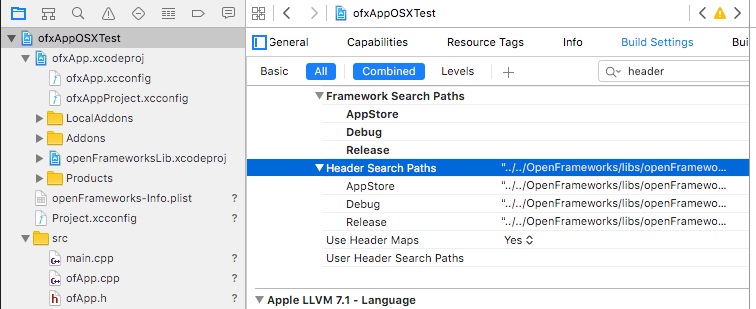 ofxAppOSXTest
ofxApp.xcodeproj
ofxApp.xcconfig
ofxAppProject.xcconfig
LocalAddons
Addons
openFrameworksLib.xcodeproj
Products
openFrameworks-Info.plist ?
Project.xcconfig ?
src ?
main.cpp ?
ofApp.cpp ?
ofApp.h ?
ofxAppOSXTest
General Capabilities Resource Tags Info Build Settings Bu
Basic All Combined Levels + header
Framework Search Paths
AppStore
Debug
Release
Header Search Paths "../../OpenFrameworks/libs/openFramewo...
AppStore "../../OpenFrameworks/libs/openFramewo...
Debug "../../OpenFrameworks/libs/openFramewo...
Release "../../OpenFrameworks/libs/openFramewo...
Use Header Maps Yes
User Header Search Paths
Apple LLVM 7.1 - Language